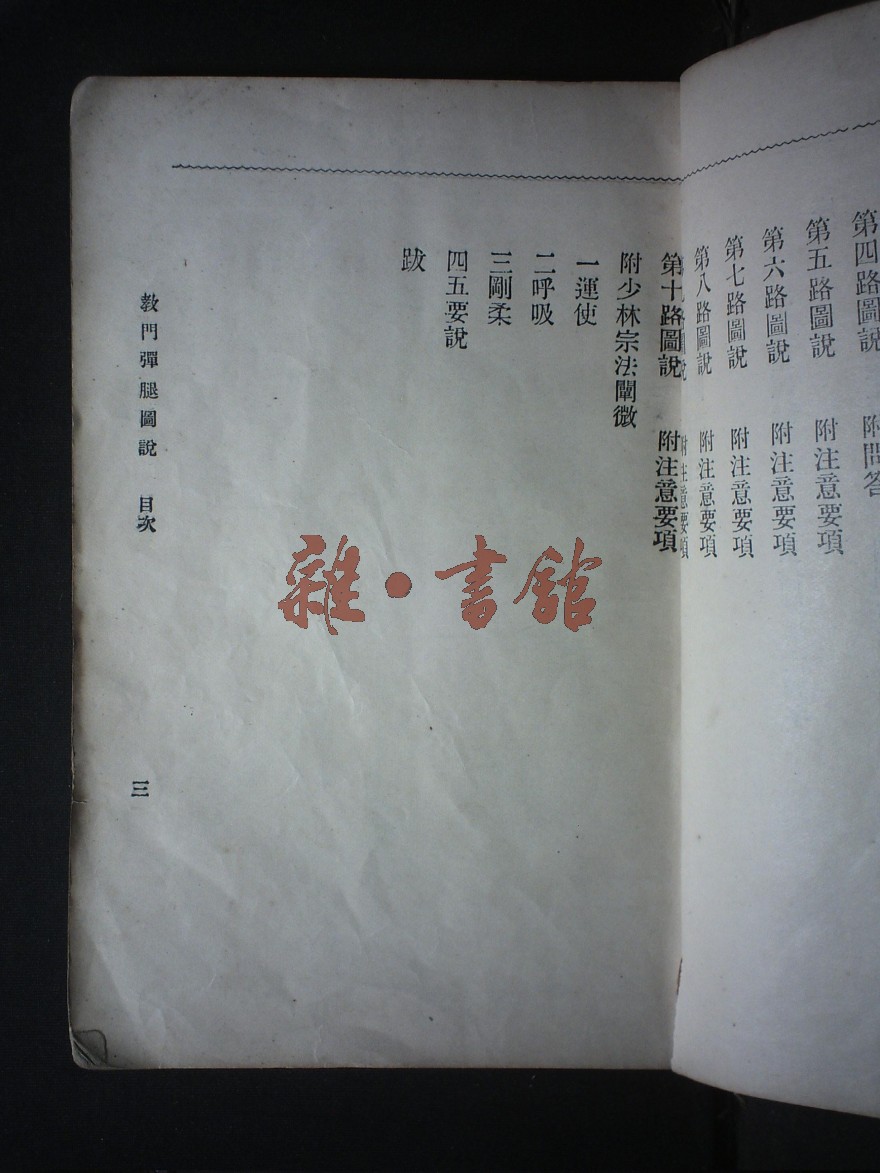 第四路圖說 附問答
第五路圖說 附注意要項
第六路圖說 附注意要項
第七路圖說 附注意要項
第八路圖說 附注意要項
第十路圖說 附注意要項
附少林宗法闡微
一運使
二呼吸
三剛柔
四五要說
跋
教門彈腿圖說 目次
三
雜·書館